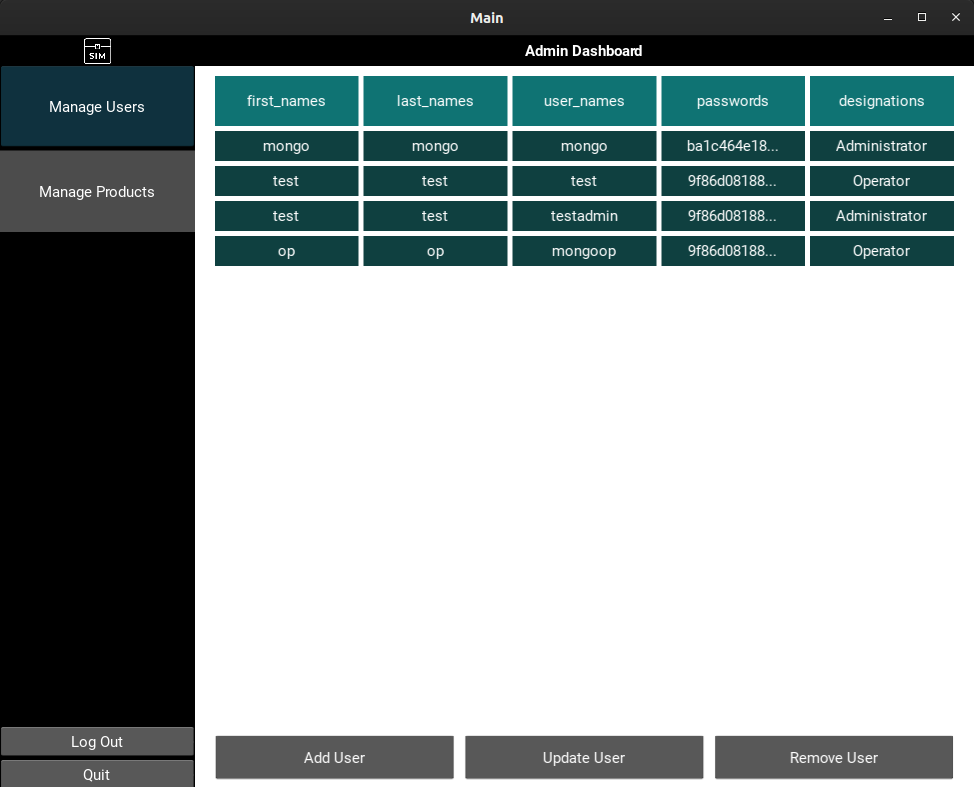 Main
SIM
Admin Dashboard
Manage Users
Manage Products
first_names last_names user_names passwords designations
mongo mongo mongo ba1c464e18... Administrator
test test test 9f86d08188... Operator
test test testadmin 9f86d08188... Administrator
op op mongoop 9f86d08188... Operator
Log Out
Quit
Add User Update User Remove User